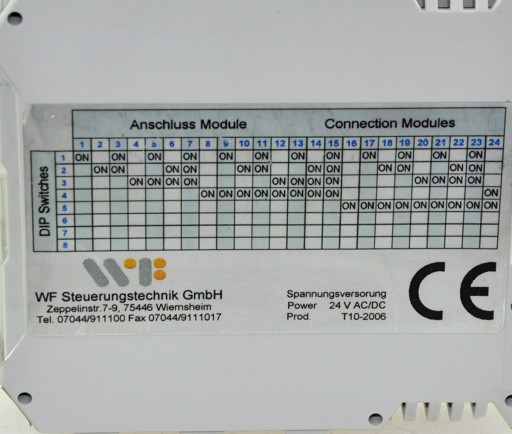 Anschluss Module Connection Modules
1 2 3 4 5 6 7 8 9 10 11 12 13 14 15 16 17 18 19 20 21 22 23 24
DIP Switches
1 ON ON ON ON ON ON ON ON ON ON ON ON
2 ON ON ON ON ON ON ON ON ON ON ON ON
3 ON ON ON ON ON ON ON ON ON ON ON ON
4 ON ON ON ON ON ON ON ON ON
5 ON ON ON ON ON ON ON ON ON
6
7
8
WF
WF Steuerungstechnik GmbH
Zeppelinstr.7-9, 75446 Wiernsheim
Tel. 07044/911100 Fax 07044/9111017
Spannungsversorung
Power 24 V AC/DC
Prod. T10-2006
CE